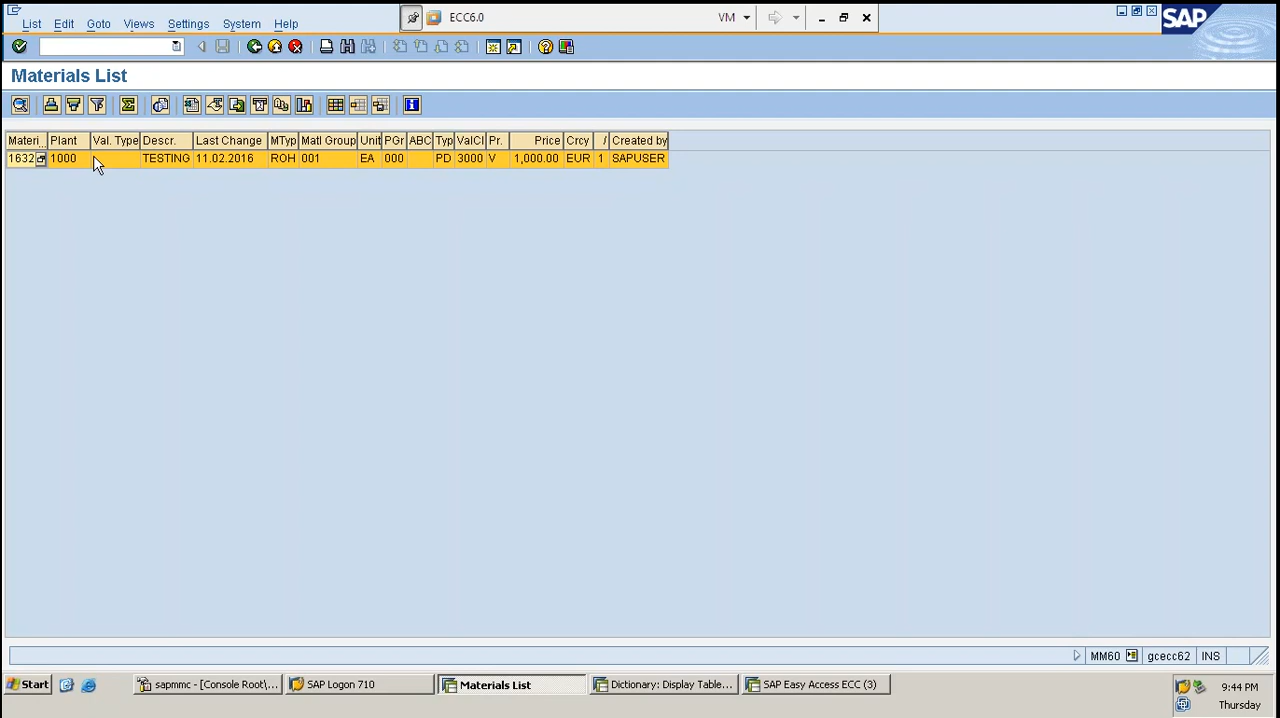 ECC6.0
VM
List Edit Goto Views Settings System Help
SAP
Materials List
Materi... Plant Val. Type Descr. Last Change MTyp Matl Group Unit PGr ABC Typ ValCl Pr. Price Crcy / Created by
1632 1000 TESTING 11.02.2016 ROH 001 EA 000 PD 3000 V 1,000.00 EUR 1 SAPUSER
MM60 gcecc62 INS
Start sapmmc - [Console Root\... SAP Logon 710 Materials List Dictionary: Display Table... SAP Easy Access ECC (3) 9:44 PM
Thursday